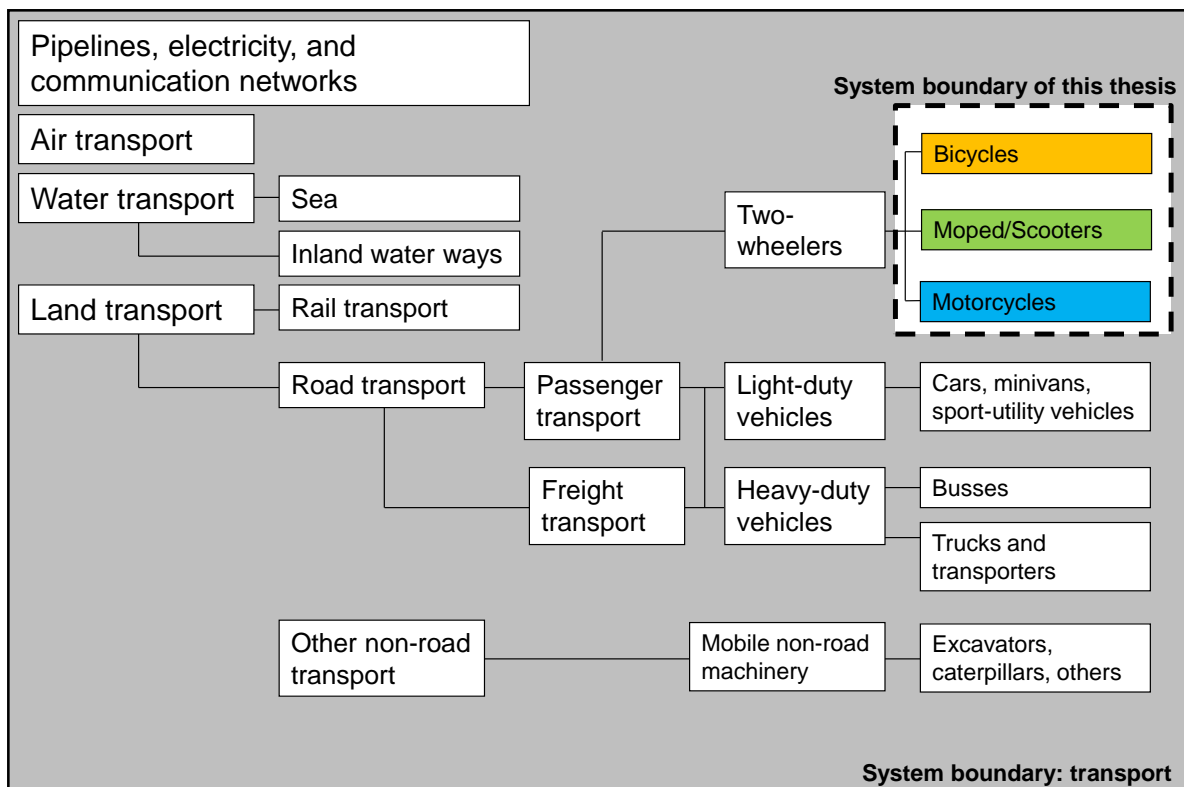 Pipelines, electricity, and
communication networks
System boundary of this thesis
Air transport
Bicycles
Water transport
Sea
Two-
wheelers
Moped/Scooters
Inland water ways
Land transport
Rail transport
Motorcycles
Road transport
Passenger
transport
Light-duty
vehicles
Cars, minivans,
sport-utility vehicles
Freight
transport
Heavy-duty
vehicles
Busses
Trucks and
transporters
Other non-road
transport
Mobile non-road
machinery
Excavators,
caterpillars, others
System boundary: transport